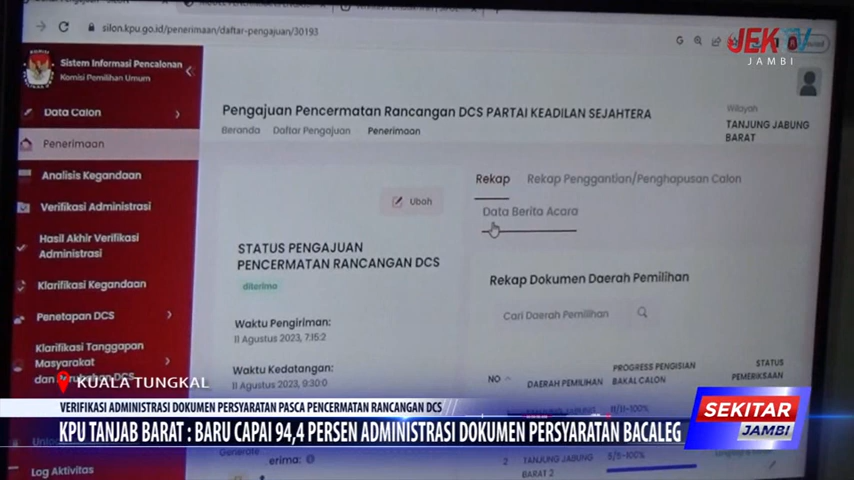 silon.kpu.go.id/penerimaan/daftar-pengajuan/30193
JEKTV
JAMBI
Sistem Informasi Pencalonan
Komisi Pemilihan Umum
Data Calon
Penerimaan
Analisis Kegandaan
Verifikasi Administrasi
Hasil Akhir Verifikasi
Administrasi
Klarifikasi Kegandaan
Penetapan DCS
Klarifikasi Tanggapan
Masyarakat
Log Aktivitas
Pengajuan Pencermatan Rancangan DCS PARTAI KEADILAN SEJAHTERA
Beranda Daftar Pengajuan Penerimaan
Wilayah
TANJUNG JABUNG
BARAT
Ubah
STATUS PENGAJUAN
PENCERMATAN RANCANGAN DCS
diterima
Waktu Pengiriman:
11 Agustus 2023, 7:15:2
Waktu Kedatangan:
11 Agustus 2023, 9:30:0
Rekap Rekap Penggantian/Penghapusan Calon
Data Berita Acara
Rekap Dokumen Daerah Pemilihan
Cari Daerah Pemilihan
NO DAERAH PEMILIHAN PROGRESS PENGISIAN
BAKAL CALON STATUS
PEMERIKSAAN
2 TANJUNG JABUNG
BARAT 2
KUALA TUNGKAL
VERIFIKASI ADMINISTRASI DOKUMEN PERSYARATAN PASCA PENCERMATAN RANCANGAN DCS
KPU TANJAB BARAT : BARU CAPAI 94,4 PERSEN ADMINISTRASI DOKUMEN PERSYARATAN BACALEG
SEKITAR
JAMBI